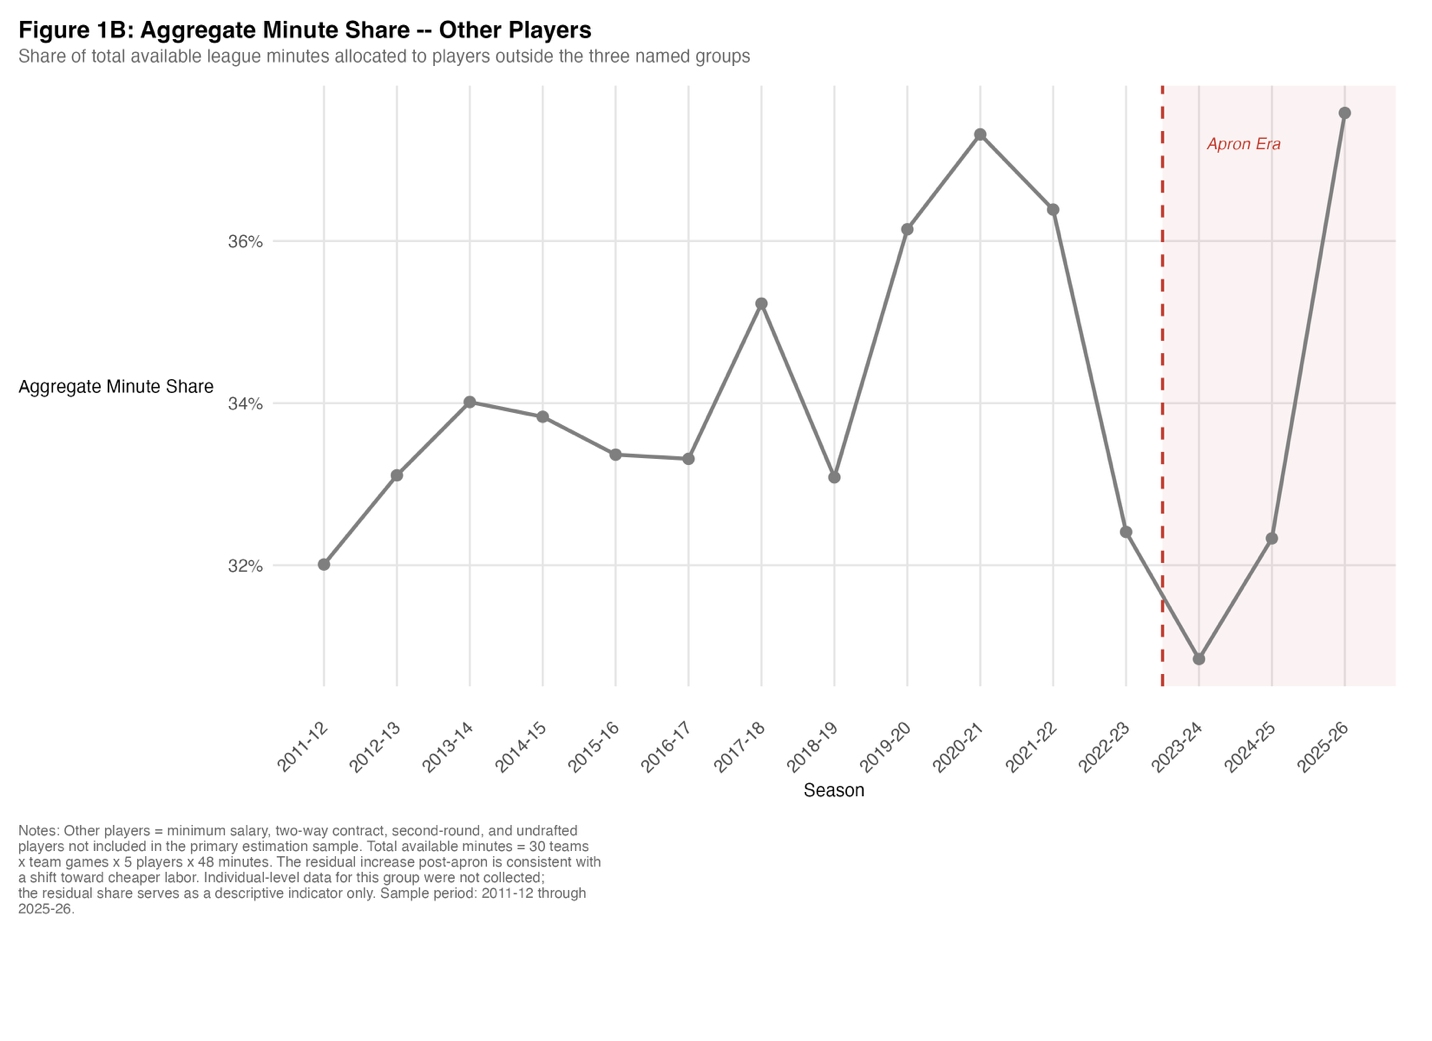 Figure 1B: Aggregate Minute Share -- Other Players
Share of total available league minutes allocated to players outside the three named groups
Apron Era
36%
Aggregate Minute Share
34%
32%
2011-12
2012-13
2013-14
2014-15
2015-16
2016-17
2017-18
2018-19
2019-20
2020-21
2021-22
2022-23
2023-24
2024-25
2025-26
Season
Notes: Other players = minimum salary, two-way contract, second-round, and undrafted
players not included in the primary estimation sample. Total available minutes = 30 teams
x team games x 5 players x 48 minutes. The residual increase post-apron is consistent with
a shift toward cheaper labor. Individual-level data for this group were not collected;
the residual share serves as a descriptive indicator only. Sample period: 2011-12 through
2025-26.